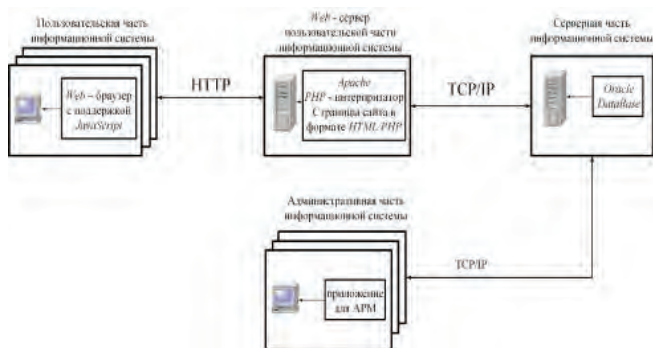 Пользовательская часть
информационной системы
Web - сервер
пользовательской части
информационной системы
Серверная часть
информационной системы
HTTP
TCP/IP
Web – браузер
с поддержкой
JavaScript
Apache
PHP - интерпритатор
Страницы сайта в
формате HTML PHP
Oracle
DataBase
Административная часть
информационной системы
TCP/IP
приложение
для АРМ